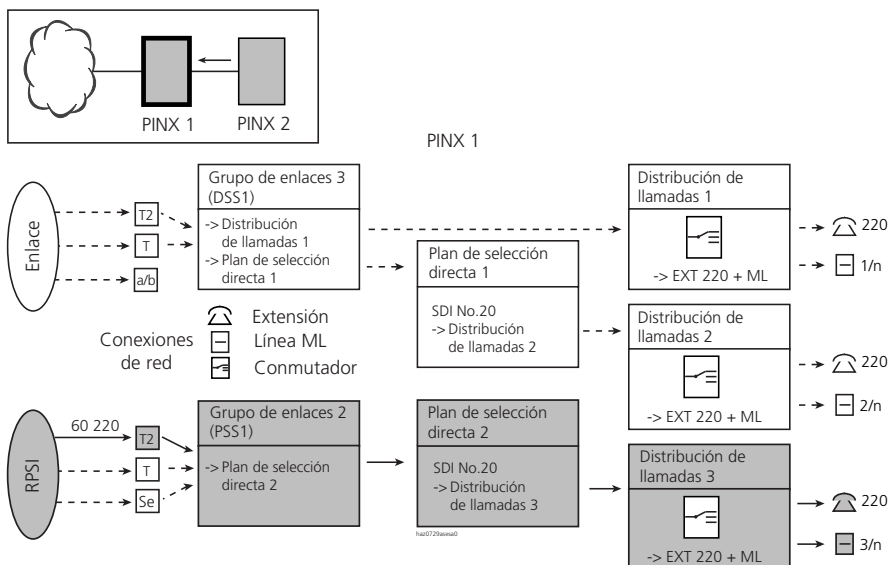 PINX 1
PINX 2
PINX 1
Enlace
T2
T
a/b
Grupo de enlaces 3
(DSS1)
-> Distribución
de llamadas 1
-> Plan de selección
directa 1
Plan de selección
directa 1
SDI No.20
-> Distribución
de llamadas 2
Distribución de
llamadas 1
-> EXT 220 + ML
220
1/n
Distribución de
llamadas 2
-> EXT 220 + ML
220
2/n
Conexiones
de red
Extensión
Línea ML
Conmutador
RPSI
60 220
T2
T
Se
Grupo de enlaces 2
(PSS1)
-> Plan de selección
directa 2
Plan de selección
directa 2
SDI No.20
-> Distribución
de llamadas 3
Distribución de
llamadas 3
-> EXT 220 + ML
220
3/n